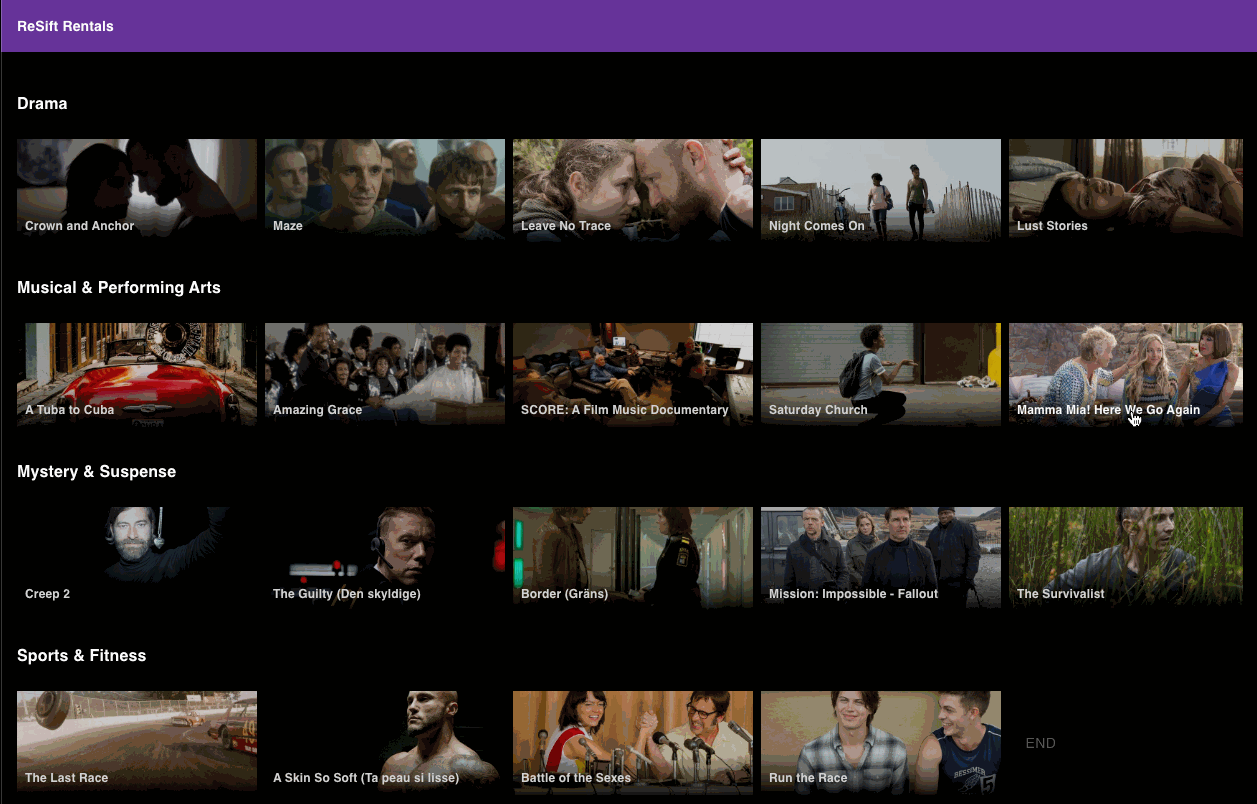 ReSift Rentals
Drama
Crown and Anchor
Maze
Leave No Trace
Night Comes On
Lust Stories
Musical & Performing Arts
A Tuba to Cuba
Amazing Grace
SCORE: A Film Music Documentary
Saturday Church
Mamma Mia! Here We Go Again
Mystery & Suspense
Creep 2
The Guilty (Den skyldige)
Border (Gräns)
Mission: Impossible - Fallout
The Survivalist
Sports & Fitness
The Last Race
A Skin So Soft (Ta peau si lisse)
Battle of the Sexes
Run the Race
BESSEMER
5
END